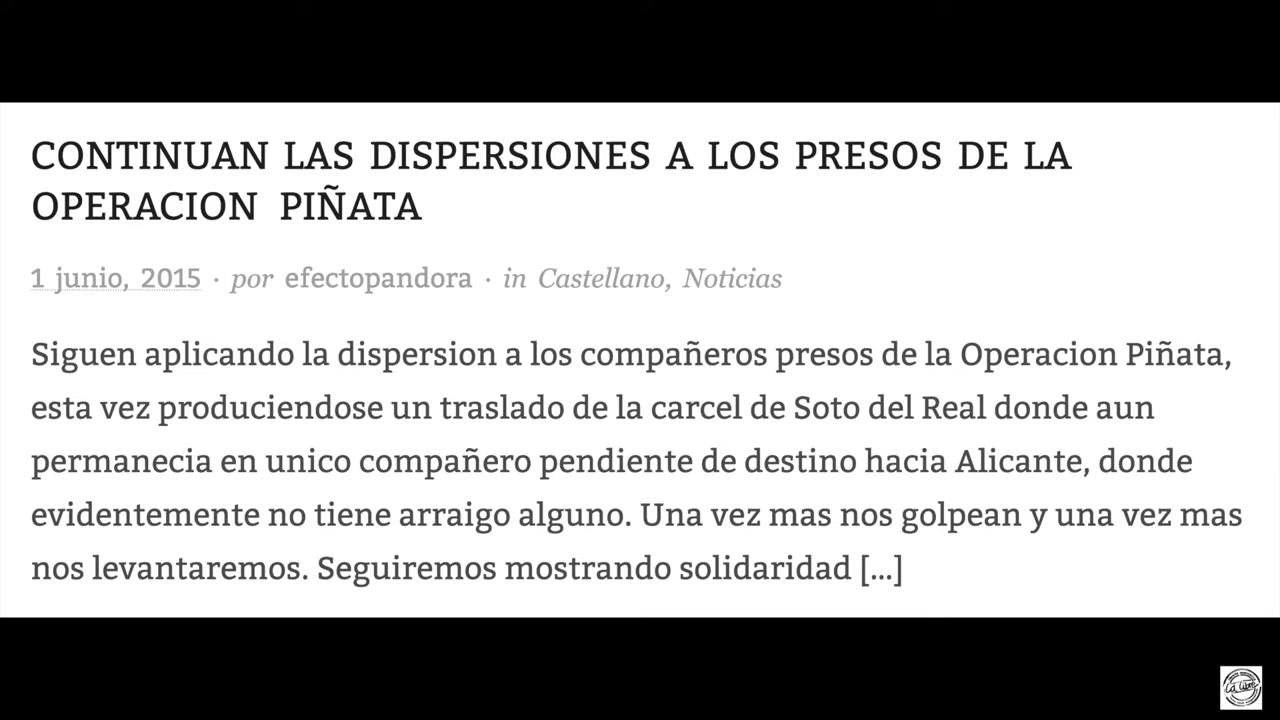 CONTINUAN LAS DISPERSIONES A LOS PRESOS DE LA
OPERACION PIÑATA
1 junio, 2015 · por efectopandora · in Castellano, Noticias
Siguen aplicando la dispersion a los compañeros presos de la Operacion Piñata,
esta vez produciendose un traslado de la carcel de Soto del Real donde aun
permanecia en unico compañero pendiente de destino hacia Alicante, donde
evidentemente no tiene arraigo alguno. Una vez mas nos golpean y una vez mas
nos levantaremos. Seguiremos mostrando solidaridad [...]